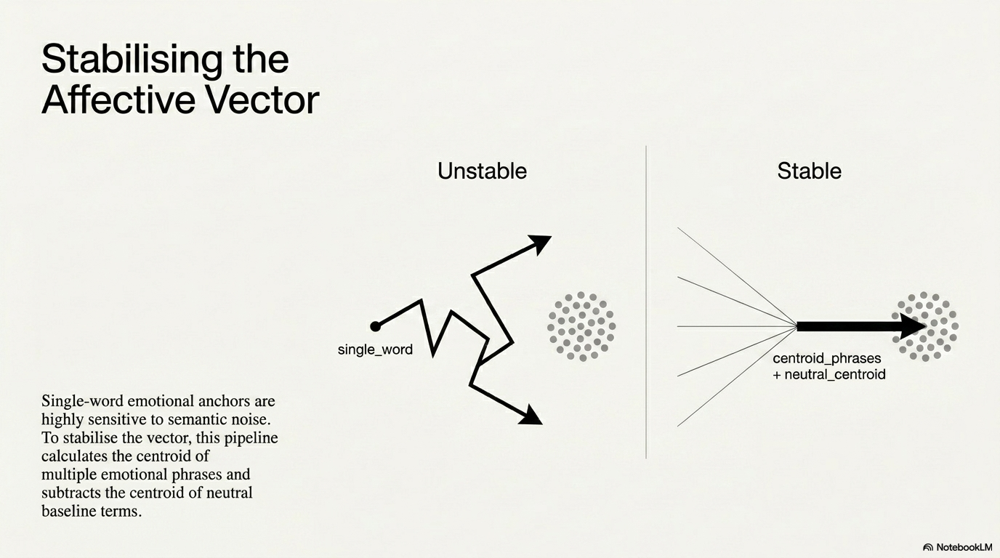 Stabilising the
Affective Vector
Unstable
single_word
Stable
centroid_phrases
+ neutral_centroid
Single-word emotional anchors are
highly sensitive to semantic noise.
To stabilise the vector, this pipeline
calculates the centroid of
multiple emotional phrases and
subtracts the centroid of neutral
baseline terms.
NotebookLM